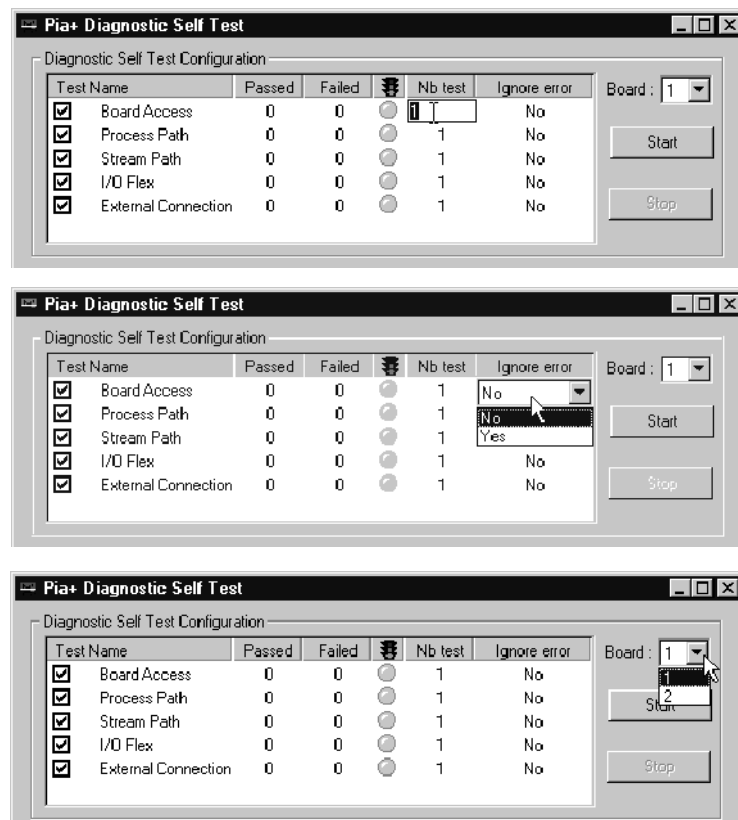 Pia+ Diagnostic Self Test
Diagnostic Self Test Configuration
Test Name Passed Failed Nb test Ignore error Board : 1
Board Access 0 0 1 No
Process Path 0 0 1 No Start
Stream Path 0 0 1 No
I/O Flex 0 0 1 No
External Connection 0 0 1 No Stop
Pia+ Diagnostic Self Test
Diagnostic Self Test Configuration
Test Name Passed Failed Nb test Ignore error Board : 1
Board Access 0 0 1 No
Process Path 0 0 1 No Start
Stream Path 0 0 1 Yes
I/O Flex 0 0 1 No
External Connection 0 0 1 No Stop
Pia+ Diagnostic Self Test
Diagnostic Self Test Configuration
Test Name Passed Failed Nb test Ignore error Board : 1
Board Access 0 0 1 No 1
Process Path 0 0 1 No 2 Start
Stream Path 0 0 1 No
I/O Flex 0 0 1 No
External Connection 0 0 1 No Stop